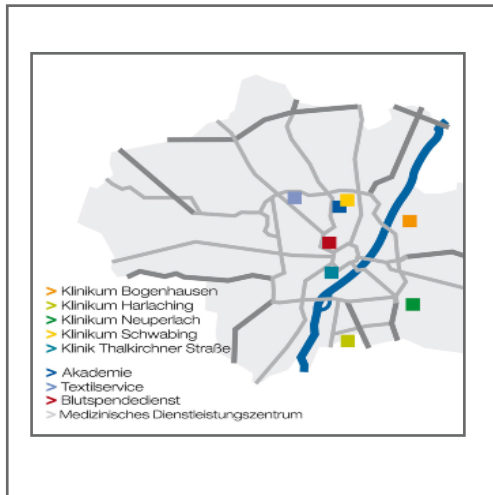 > Klinikum Bogenhausen
> Klinikum Harlaching
> Klinikum Neuperlach
> Klinikum Schwabing
> Klinik Thalkirchner Straße
> Akademie
> Textilservice
> Blutspendedienst
> Medizinisches Dienstleistungszentrum